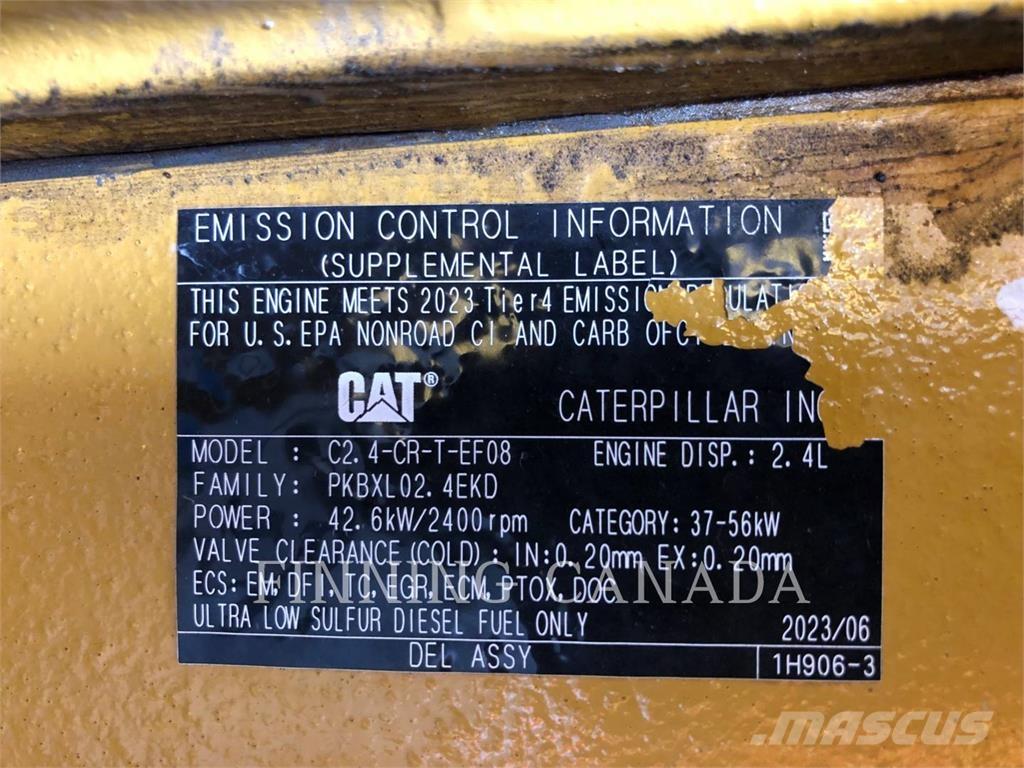 EMISSION CONTROL INFORMATION
(SUPPLEMENTAL LABEL)
THIS ENGINE MEETS 2023 Tier4
FOR U.S. EPA NONROAD CI AND CARB
CAT®
CATERPILLAR
MODEL : C2.4-CR-T-EF08 ENGINE DISP.: 2.4L
FAMILY: PKBXL02.4EKD
POWER : 42.6kW/2400rpm CATEGORY: 37-56kW
VALVE CLEARANCE (COLD) : IN:0.20mm EX:0.20mm
FINNING CANADA
ECS: EM, DFI, TC, EGR, ECM, PTOX, DOC
ULTRA LOW SULFUR DIESEL FUEL ONLY 2023/06
DEL ASSY 1H906-3
MASCUS